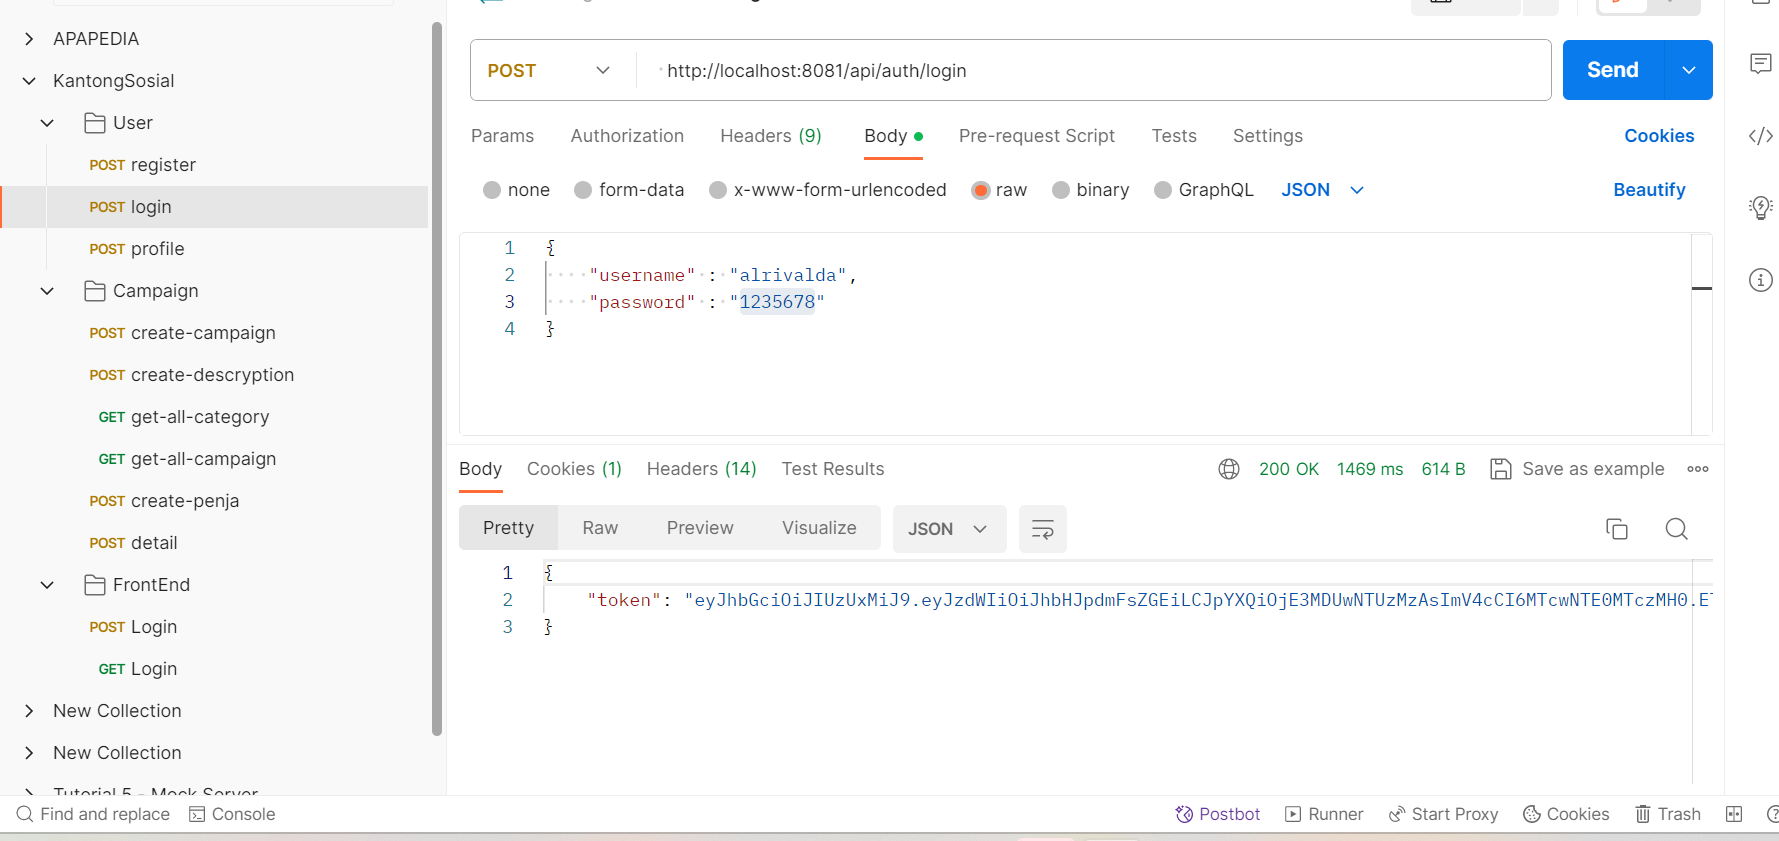 APAPEDIA
KantongSosial
User
POST register
POST login
POST profile
Campaign
POST create-campaign
POST create-descryption
GET get-all-category
GET get-all-campaign
POST create-penja
POST detail
FrontEnd
POST Login
GET Login
New Collection
New Collection
Tutorial 5 - Mock Server
POST http://localhost:8081/api/auth/login Send
Params Authorization Headers (9) Body Pre-request Script Tests Settings Cookies
none form-data x-www-form-urlencoded raw binary GraphQL JSON Beautify
1 {
2 "username" : "alrivalda",
3 "password" : "1235678"
4 }
Body Cookies (1) Headers (14) Test Results 200 OK 1469 ms 614 B Save as example
Pretty Raw Preview Visualize JSON
1 {
2 "token": "eyJhbGciOiJIUzUxMiJ9.eyJzdWIiOiJhbHJpdmFsZGEiLCJpYXQiOjE3MDUwNTUzMzAsImV4cCI6MTcwNTE0MTczMH0.E
3 }
Find and replace Console Postbot Runner Start Proxy Cookies Trash